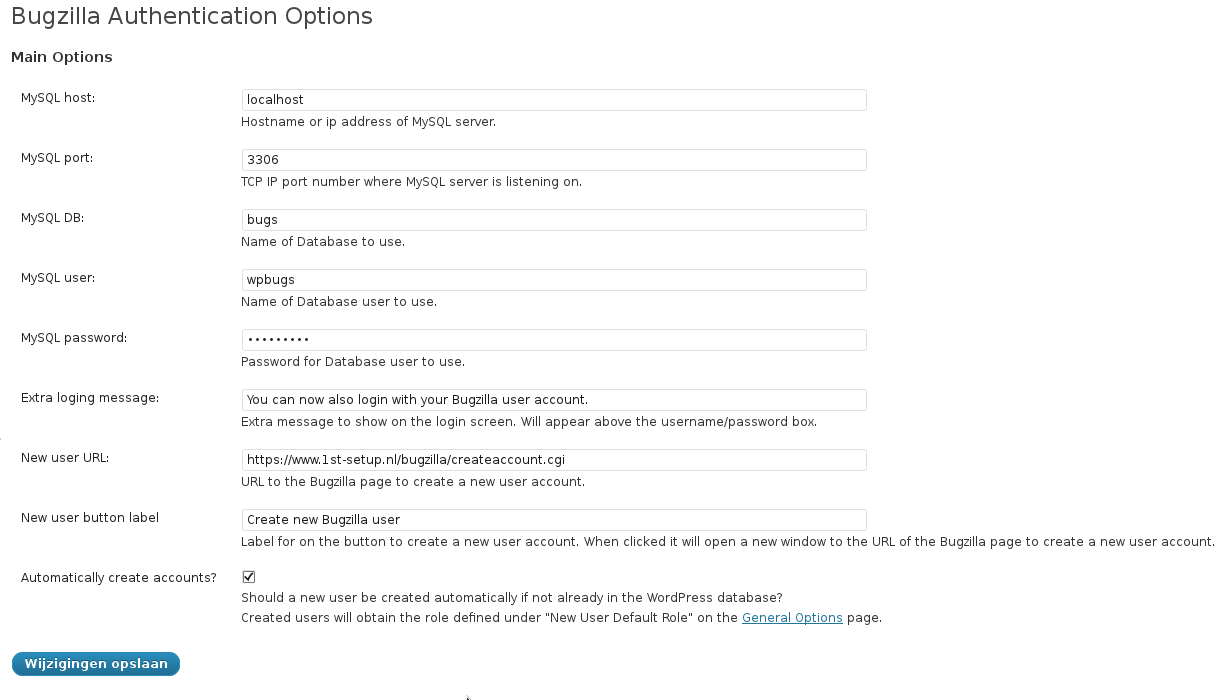 Bugzilla Authentication Options
Main Options
MySQL host:
localhost
Hostname or ip address of MySQL server.
MySQL port:
3306
TCP IP port number where MySQL server is listening on.
MySQL DB:
bugs
Name of Database to use.
MySQL user:
wpbugs
Name of Database user to use.
MySQL password:
•••••••••
Password for Database user to use.
Extra loging message:
You can now also login with your Bugzilla user account.
Extra message to show on the login screen. Will appear above the username/password box.
New user URL:
https://www.1st-setup.nl/bugzilla/createaccount.cgi
URL to the Bugzilla page to create a new user account.
New user button label
Create new Bugzilla user
Label for on the button to create a new user account. When clicked it will open a new window to the URL of the Bugzilla page to create a new user account.
Automatically create accounts?
Should a new user be created automatically if not already in the WordPress database?
Created users will obtain the role defined under "New User Default Role" on the General Options page.
Wijzigingen opslaan